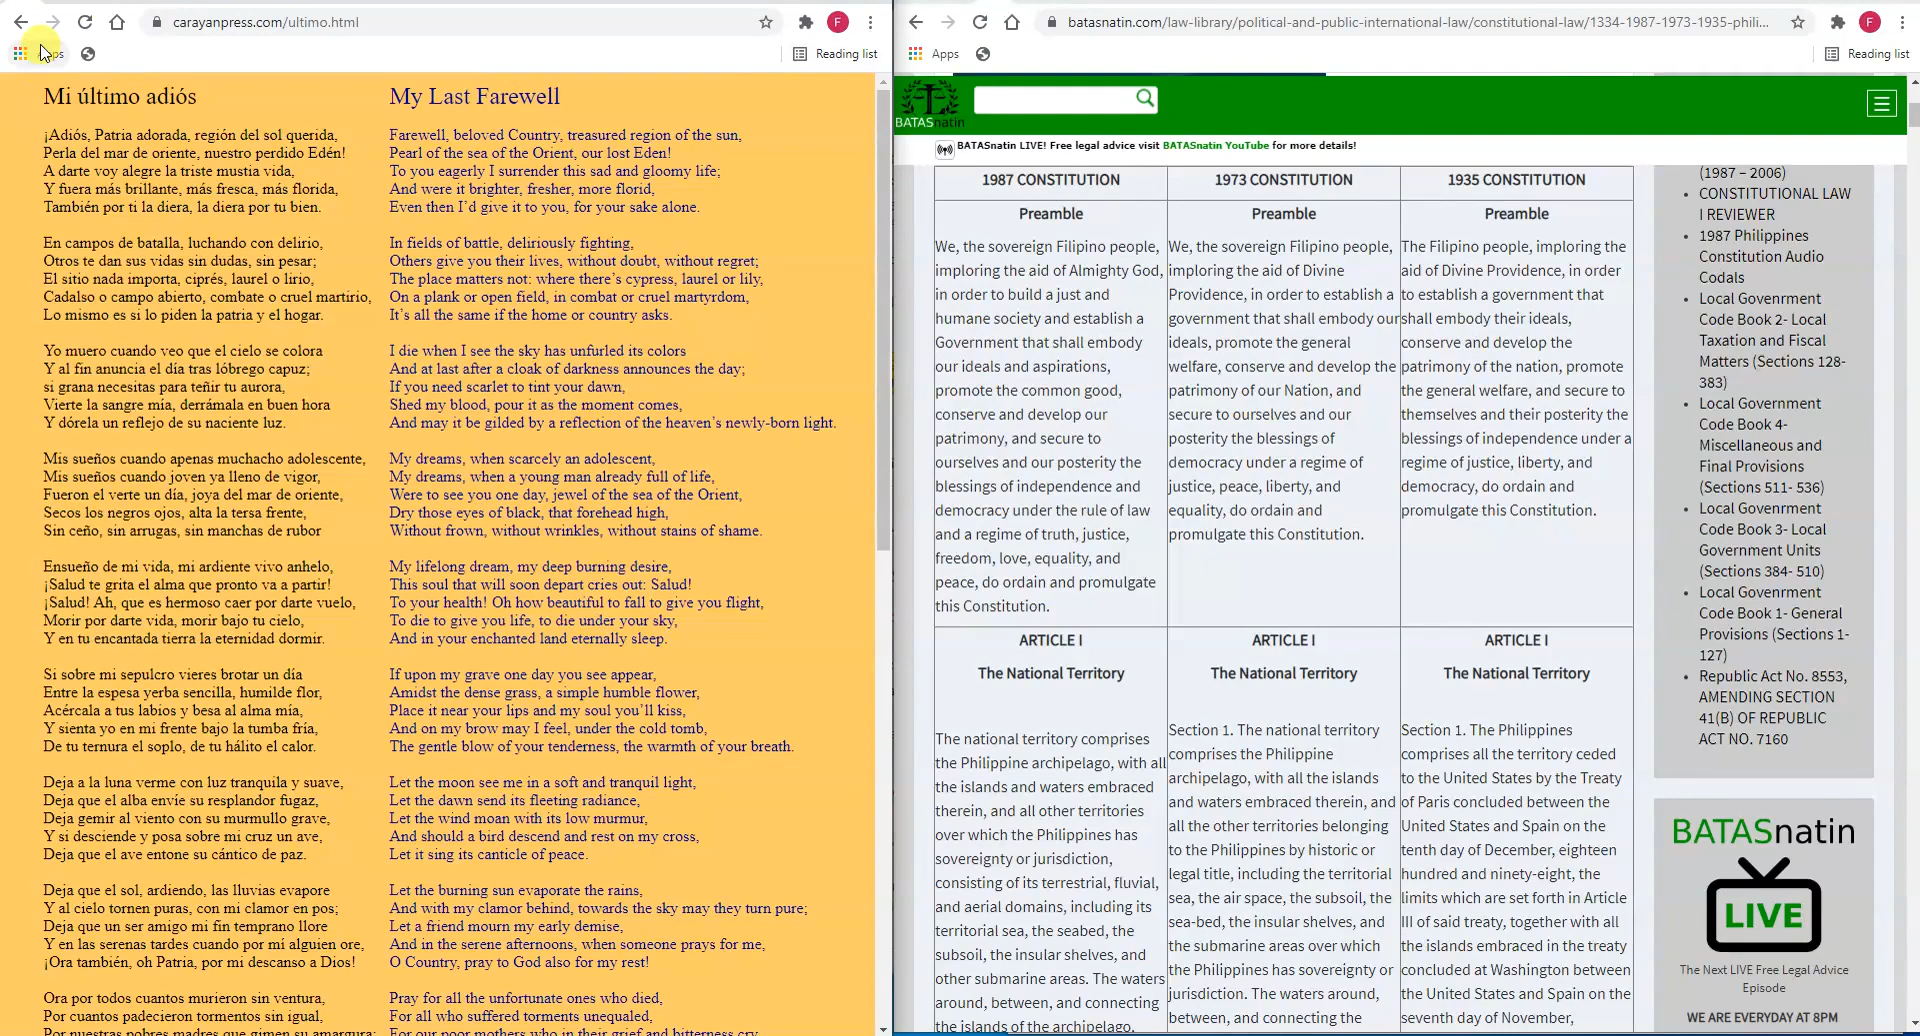 carayanpress.com/ultimo.html
Apps
Reading list
Mi último adiós
¡Adiós, Patria adorada, región del sol querida,
Perla del mar de oriente, nuestro perdido Edén!
A darte voy alegre la triste mustia vida,
Y fuera más brillante, más fresca, más florida,
También por ti la diera, la diera por tu bien.
En campos de batalla, luchando con delirio,
Otros te dan sus vidas sin dudas, sin pesar;
El sitio nada importa, ciprés, laurel o lirio,
Cadalso o campo abierto, combate o cruel martirio,
Lo mismo es si lo piden la patria y el hogar.
Yo muero cuando veo que el cielo se colora
Y al fin anuncia el día tras lóbrego capuz;
si grana necesitas para teñir tu aurora,
Vierte la sangre mía, derrámala en buen hora
Y dórela un reflejo de su naciente luz.
Mis sueños cuando apenas muchacho adolescente,
Mis sueños cuando joven ya lleno de vigor,
Fueron el verte un día, joya del mar de oriente,
Secos los negros ojos, alta la tersa frente,
Sin ceño, sin arrugas, sin manchas de rubor
Ensueño de mi vida, mi ardiente vivo anhelo,
¡Salud te grita el alma que pronto va a partir!
¡Salud! Ah, que es hermoso caer por darte vuelo,
Morir por darte vida, morir bajo tu cielo,
Y en tu encantada tierra la eternidad dormir.
Si sobre mi sepulcro vieres brotar un día
Entre la espesa yerba sencilla, humilde flor,
Acércala a tus labios y besa al alma mía,
Y sienta yo en mi frente bajo la tumba fría,
De tu ternura el soplo, de tu hálito el calor.
Deja a la luna verme con luz tranquila y suave,
Deja que el alba envíe su resplandor fugaz,
Deja gemir al viento con su murmullo grave,
Y si desciende y posa sobre mi cruz un ave,
Deja que el ave entone su cántico de paz.
Deja que el sol, ardiendo, las lluvias evapore
Y al cielo tornen puras, con mi clamor en pos;
Deja que un ser amigo mi fin temprano llore
Y en las serenas tardes cuando por mí alguien ore,
¡Ora también, oh Patria, por mi descanso a Dios!
Ora por todos cuantos murieron sin ventura,
Por cuantos padecieron tormentos sin igual,
Por nuestras pobres madres que gimen su amargura;
My Last Farewell
Farewell, beloved Country, treasured region of the sun,
Pearl of the sea of the Orient, our lost Eden!
To you eagerly I surrender this sad and gloomy life;
And were it brighter, fresher, more florid,
Even then I’d give it to you, for your sake alone.
In fields of battle, deliriously fighting,
Others give you their lives, without doubt, without regret;
The place matters not: where there’s cypress, laurel or lily,
On a plank or open field, in combat or cruel martyrdom,
It’s all the same if the home or country asks.
I die when I see the sky has unfurled its colors
And at last after a cloak of darkness announces the day;
If you need scarlet to tint your dawn,
Shed my blood, pour it as the moment comes,
And may it be gilded by a reflection of the heaven’s newly-born light.
My dreams, when scarcely an adolescent,
My dreams, when a young man already full of life,
Were to see you one day, jewel of the sea of the Orient,
Dry those eyes of black, that forehead high,
Without frown, without wrinkles, without stains of shame.
My lifelong dream, my deep burning desire,
This soul that will soon depart cries out: Salud!
To your health! Oh how beautiful to fall to give you flight,
To die to give you life, to die under your sky,
And in your enchanted land eternally sleep.
If upon my grave one day you see appear,
Amidst the dense grass, a simple humble flower,
Place it near your lips and my soul you’ll kiss,
And on my brow may I feel, under the cold tomb,
The gentle blow of your tenderness, the warmth of your breath.
Let the moon see me in a soft and tranquil light,
Let the dawn send its fleeting radiance,
Let the wind moan with its low murmur,
And should a bird descend and rest on my cross,
Let it sing its canticle of peace.
Let the burning sun evaporate the rains,
And with my clamor behind, towards the sky may they turn pure;
Let a friend mourn my early demise,
And in the serene afternoons, when someone prays for me,
O Country, pray to God also for my rest!
Pray for all the unfortunate ones who died,
For all who suffered torments unequaled,
For our poor mothers who in their grief and bitterness cry,
batasnatin.com/law-library/political-and-public-international-law/constitutional-law/1334-1987-1973-1935-phili...
Apps
Reading list
BATASnatin
BATASnatin LIVE! Free legal advice visit BATASnatin YouTube for more details!
1987 CONSTITUTION
Preamble
We, the sovereign Filipino people,
imploring the aid of Almighty God,
in order to build a just and
humane society and establish a
Government that shall embody
our ideals and aspirations,
promote the common good,
conserve and develop our
patrimony, and secure to
ourselves and our posterity the
blessings of independence and
democracy under the rule of law
and a regime of truth, justice,
freedom, love, equality, and
peace, do ordain and promulgate
this Constitution.
ARTICLE I
The National Territory
The national territory comprises
the Philippine archipelago, with all
the islands and waters embraced
therein, and all other territories
over which the Philippines has
sovereignty or jurisdiction,
consisting of its terrestrial, fluvial,
and aerial domains, including its
territorial sea, the seabed, the
subsoil, the insular shelves, and
other submarine areas. The waters
around, between, and connecting
the islands of the archipelago,
1973 CONSTITUTION
Preamble
We, the sovereign Filipino people,
imploring the aid of Divine
Providence, in order to establish a
government that shall embody our
ideals, promote the general
welfare, conserve and develop the
patrimony of our Nation, and
secure to ourselves and our
posterity the blessings of
democracy under a regime of
justice, peace, liberty, and
equality, do ordain and
promulgate this Constitution.
ARTICLE I
The National Territory
Section 1. The national territory
comprises the Philippine
archipelago, with all the islands
and waters embraced therein, and
all the other territories belonging
to the Philippines by historic or
legal title, including the territorial
sea, the air space, the subsoil, the
sea-bed, the insular shelves, and
the submarine areas over which
the Philippines has sovereignty or
jurisdiction. The waters around,
between, and connecting the
1935 CONSTITUTION
Preamble
The Filipino people, imploring the
aid of Divine Providence, in order
to establish a government that
shall embody their ideals,
conserve and develop the
patrimony of the nation, promote
the general welfare, and secure to
themselves and their posterity the
blessings of independence under a
regime of justice, liberty, and
democracy, do ordain and
promulgate this Constitution.
ARTICLE I
The National Territory
Section 1. The Philippines
comprises all the territory ceded
to the United States by the Treaty
of Paris concluded between the
United States and Spain on the
tenth day of December, eighteen
hundred and ninety-eight, the
limits which are set forth in Article
III of said treaty, together with all
the islands embraced in the treaty
concluded at Washington between
the United States and Spain on the
seventh day of November,
(1987 – 2006)
CONSTITUTIONAL LAW
I REVIEWER
1987 Philippines
Constitution Audio
Codals
Local Govenrment
Code Book 2- Local
Taxation and Fiscal
Matters (Sections 128-
383)
Local Government
Code Book 4-
Miscellaneous and
Final Provisions
(Sections 511- 536)
Local Govenrment
Code Book 3- Local
Government Units
(Sections 384- 510)
Local Govenrment
Code Book 1- General
Provisions (Sections 1-
127)
Republic Act No. 8553,
AMENDING SECTION
41(B) OF REPUBLIC
ACT NO. 7160
BATASnatin
LIVE
The Next LIVE Free Legal Advice
Episode
WE ARE EVERYDAY AT 8PM